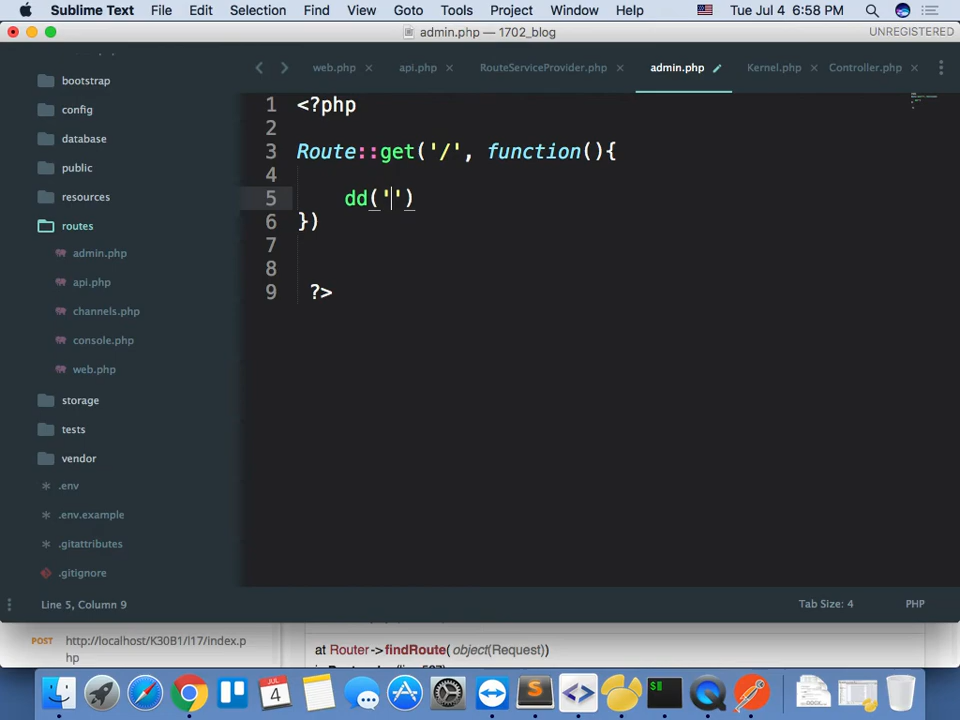 Sublime Text File Edit Selection Find View Goto Tools Project Window Help Tue Jul 4 6:58 PM
admin.php — 1702_blog UNREGISTERED
web.php × api.php × RouteServiceProvider.php × admin.php Kernel.php × Controller.php ×
bootstrap
config
database
public
resources
routes
admin.php
api.php
channels.php
console.php
web.php
storage
tests
vendor
.env
.env.example
.gitattributes
.gitignore
1 <?php
2
3 Route::get('/', function(){
4
5 dd('')
6 })
7
8
9 ?>
Line 5, Column 9 Tab Size: 4 PHP
POST http://localhost/K30B1/l17/index.p
hp
at Router->findRoute(object(Request))
JUL
4